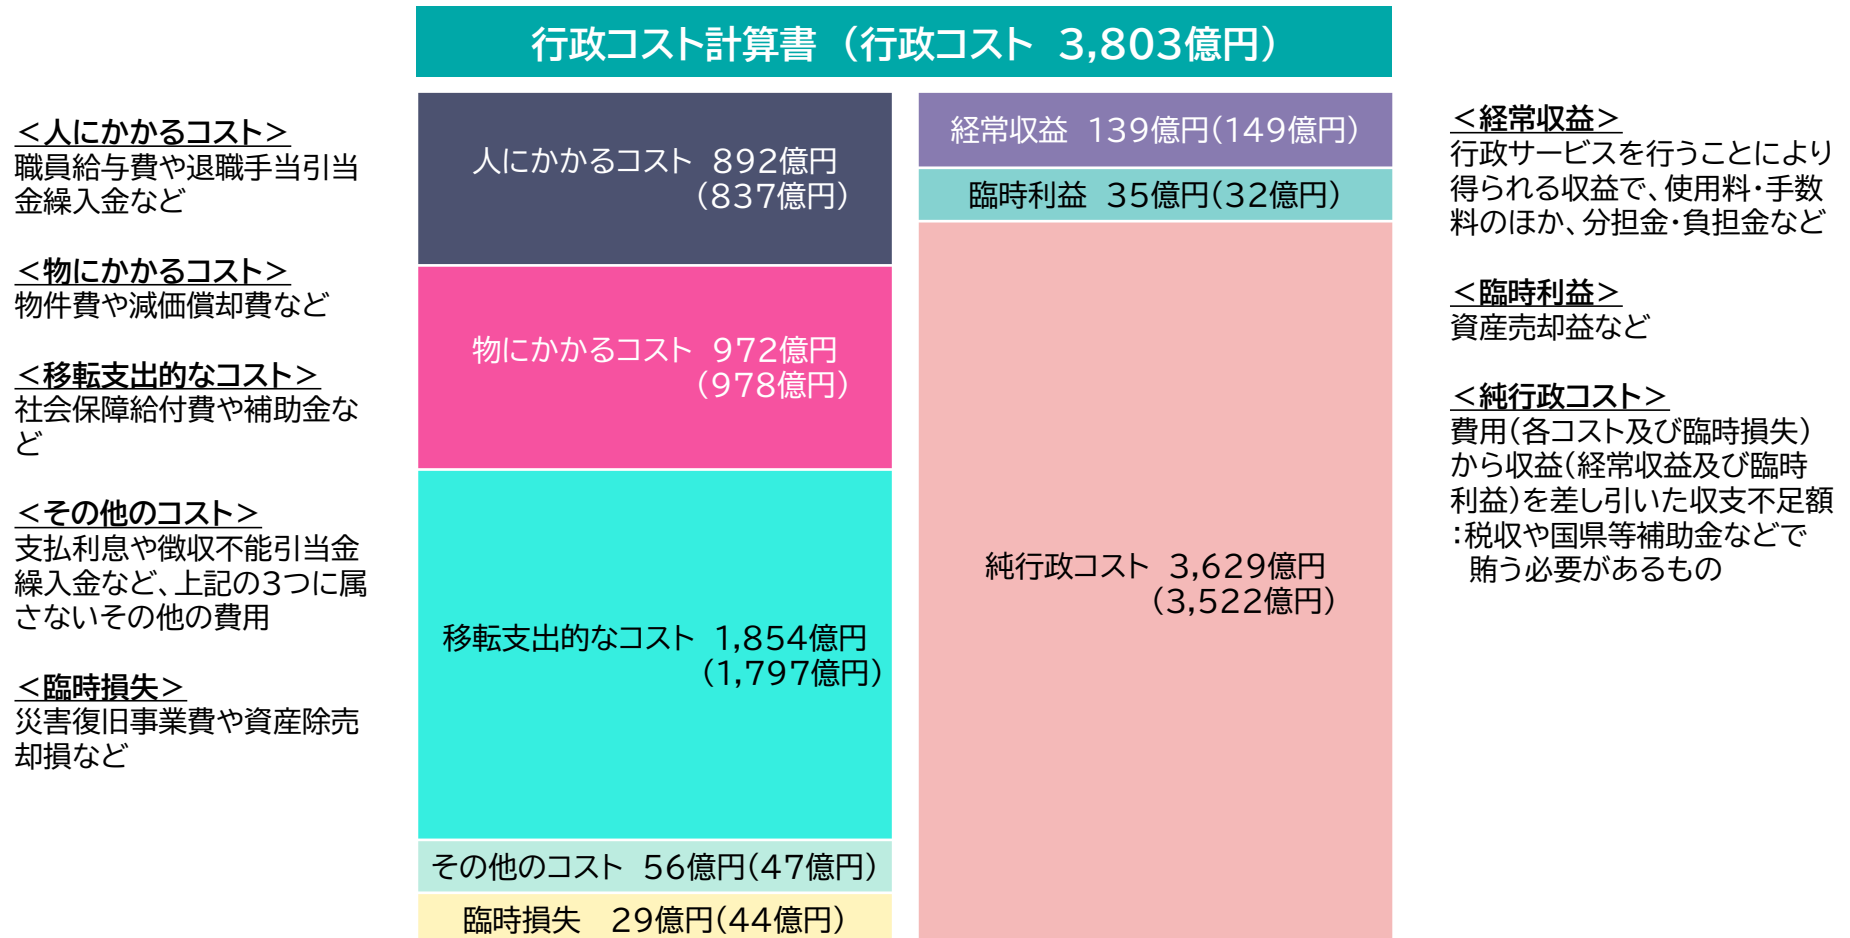 行政コスト計算書（行政コスト 3,803億円）
＜人にかかるコスト＞
職員給与費や退職手当引当
金繰入金など
＜物にかかるコスト＞
物件費や減価償却費など
＜移転支出的なコスト＞
社会保障給付費や補助金な
ど
＜その他のコスト＞
支払利息や徴収不能引当金
繰入金など、上記の3つに属
さないその他の費用
＜臨時損失＞
災害復旧事業費や資産除売
却損など
人にかかるコスト 892億円
（837億円）
物にかかるコスト 972億円
（978億円）
移転支出的なコスト 1,854億円
（1,797億円）
その他のコスト 56億円（47億円）
臨時損失 29億円（44億円）
経常収益 139億円（149億円）
臨時利益 35億円（32億円）
純行政コスト 3,629億円
（3,522億円）
＜経常収益＞
行政サービスを行うことにより
得られる収益で、使用料・手数
料のほか、分担金・負担金など
＜臨時利益＞
資産売却益など
＜純行政コスト＞
費用（各コスト及び臨時損失）
から収益（経常収益及び臨時
利益）を差し引いた収支不足額
：税収や国県等補助金などで
賄う必要があるもの